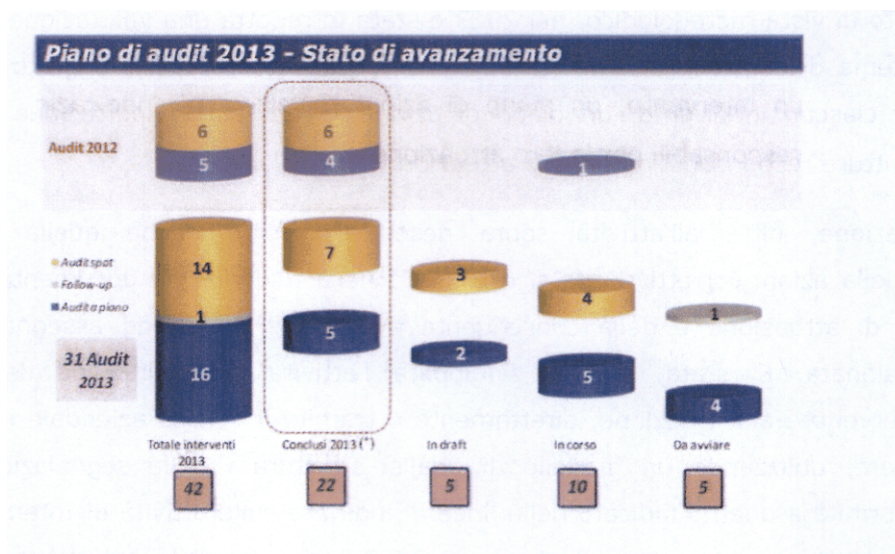 Piano di audit 2013 - Stato di avanzamento
Audit 2012
6
5
6
4
1
Audit spot
Follow-up
Audit a piano
31 Audit
2013
14
1
16
7
5
3
2
4
5
1
4
Totale interventi
2013
Conclusi 2013 (*)
In draft
In corso
Da avviare
42
22
5
10
5